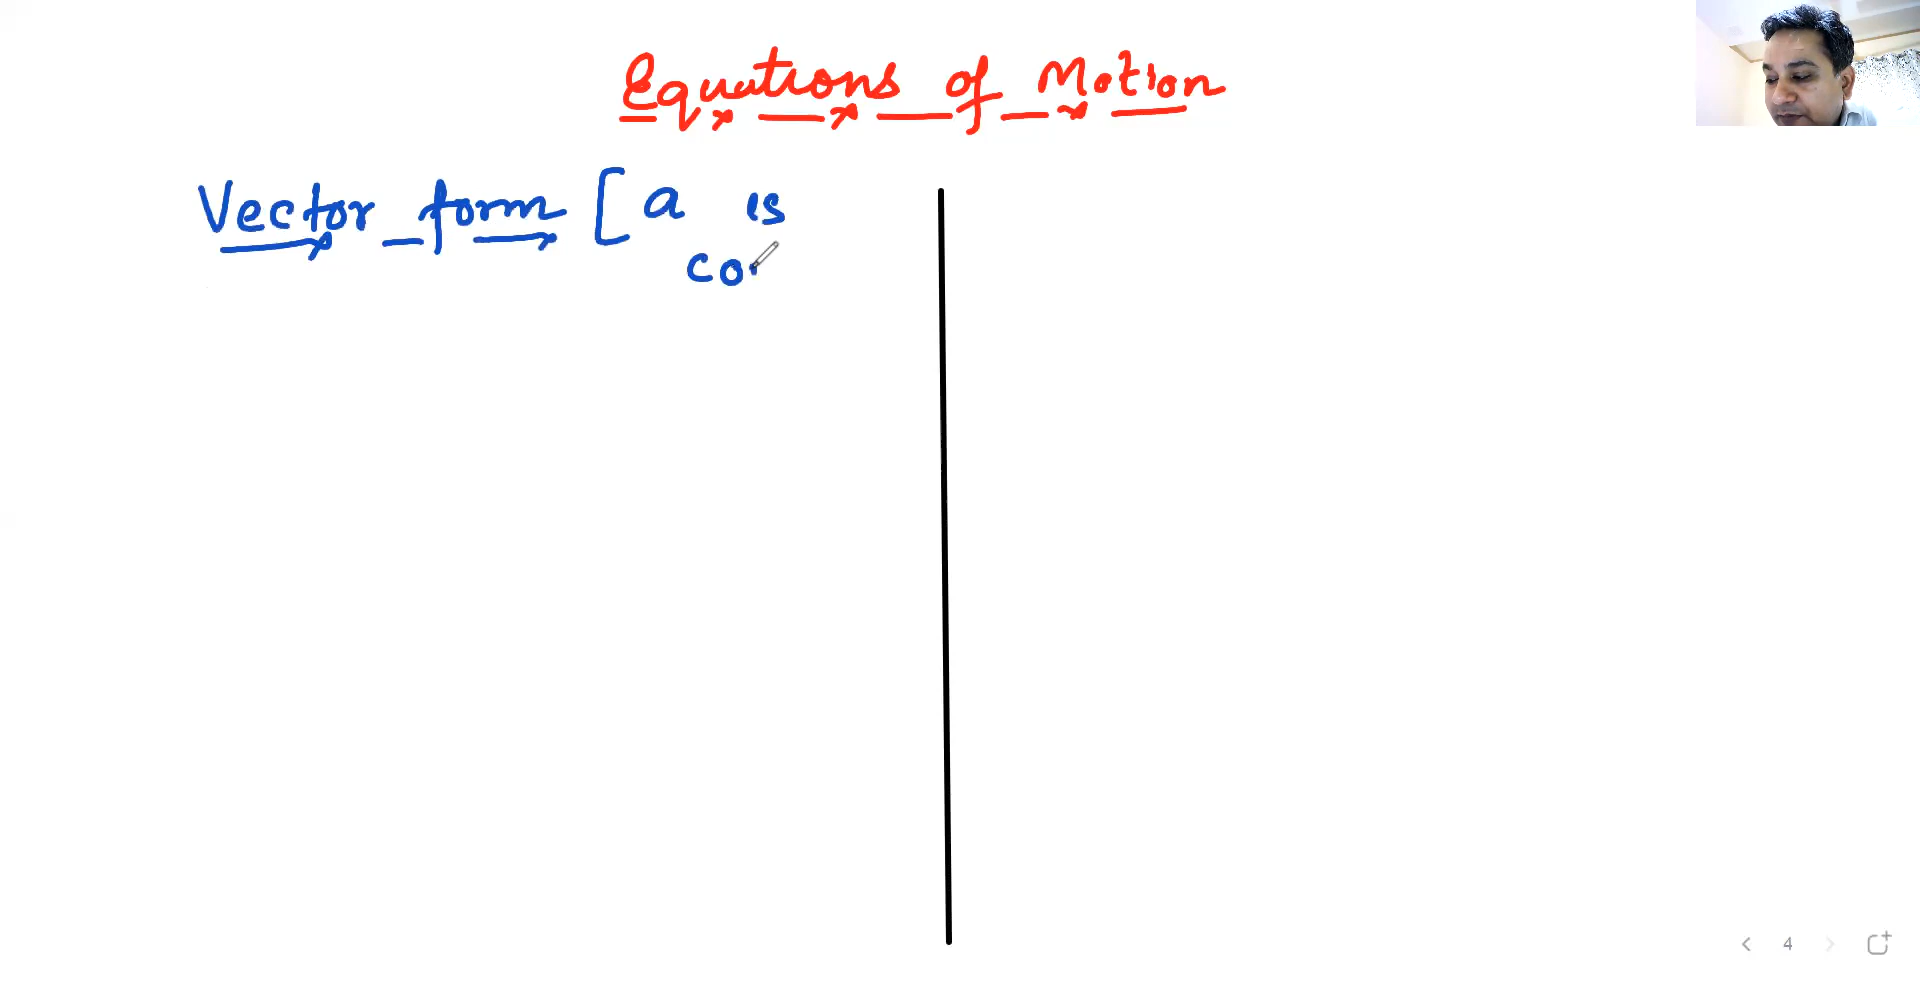 Equations of Motion
Vector form [ a is
co
4